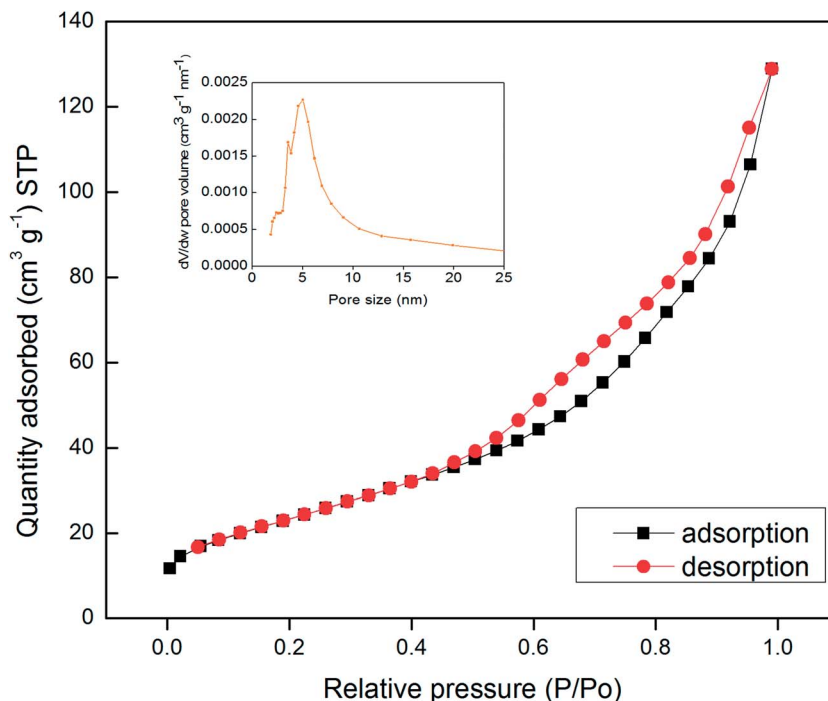 140
120
100
80
60
40
20
0
Quantity adsorbed (cm³ g⁻¹) STP
0.0 0.2 0.4 0.6 0.8 1.0
Relative pressure (P/Po)
0.0025
0.0020
0.0015
0.0010
0.0005
0.0000
dV/dw pore volume (cm³ g⁻¹ nm⁻¹)
0 5 10 15 20 25
Pore size (nm)
adsorption
desorption